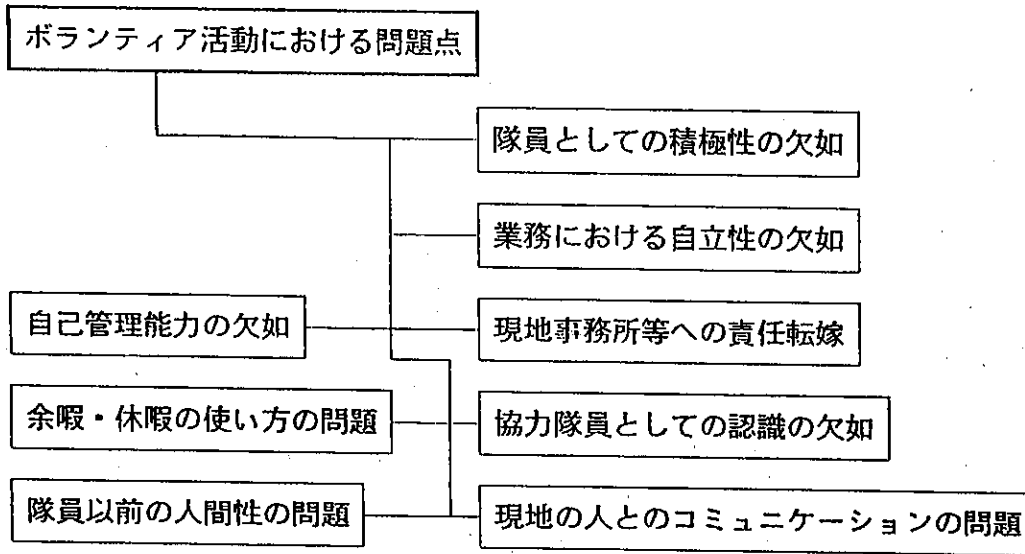 ボランティア活動における問題点
隊員としての積極性の欠如
業務における自立性の欠如
自己管理能力の欠如
現地事務所等への責任転嫁
余暇・休暇の使い方の問題
協力隊員としての認識の欠如
隊員以前の人間性の問題
現地の人とのコミュニケーションの問題